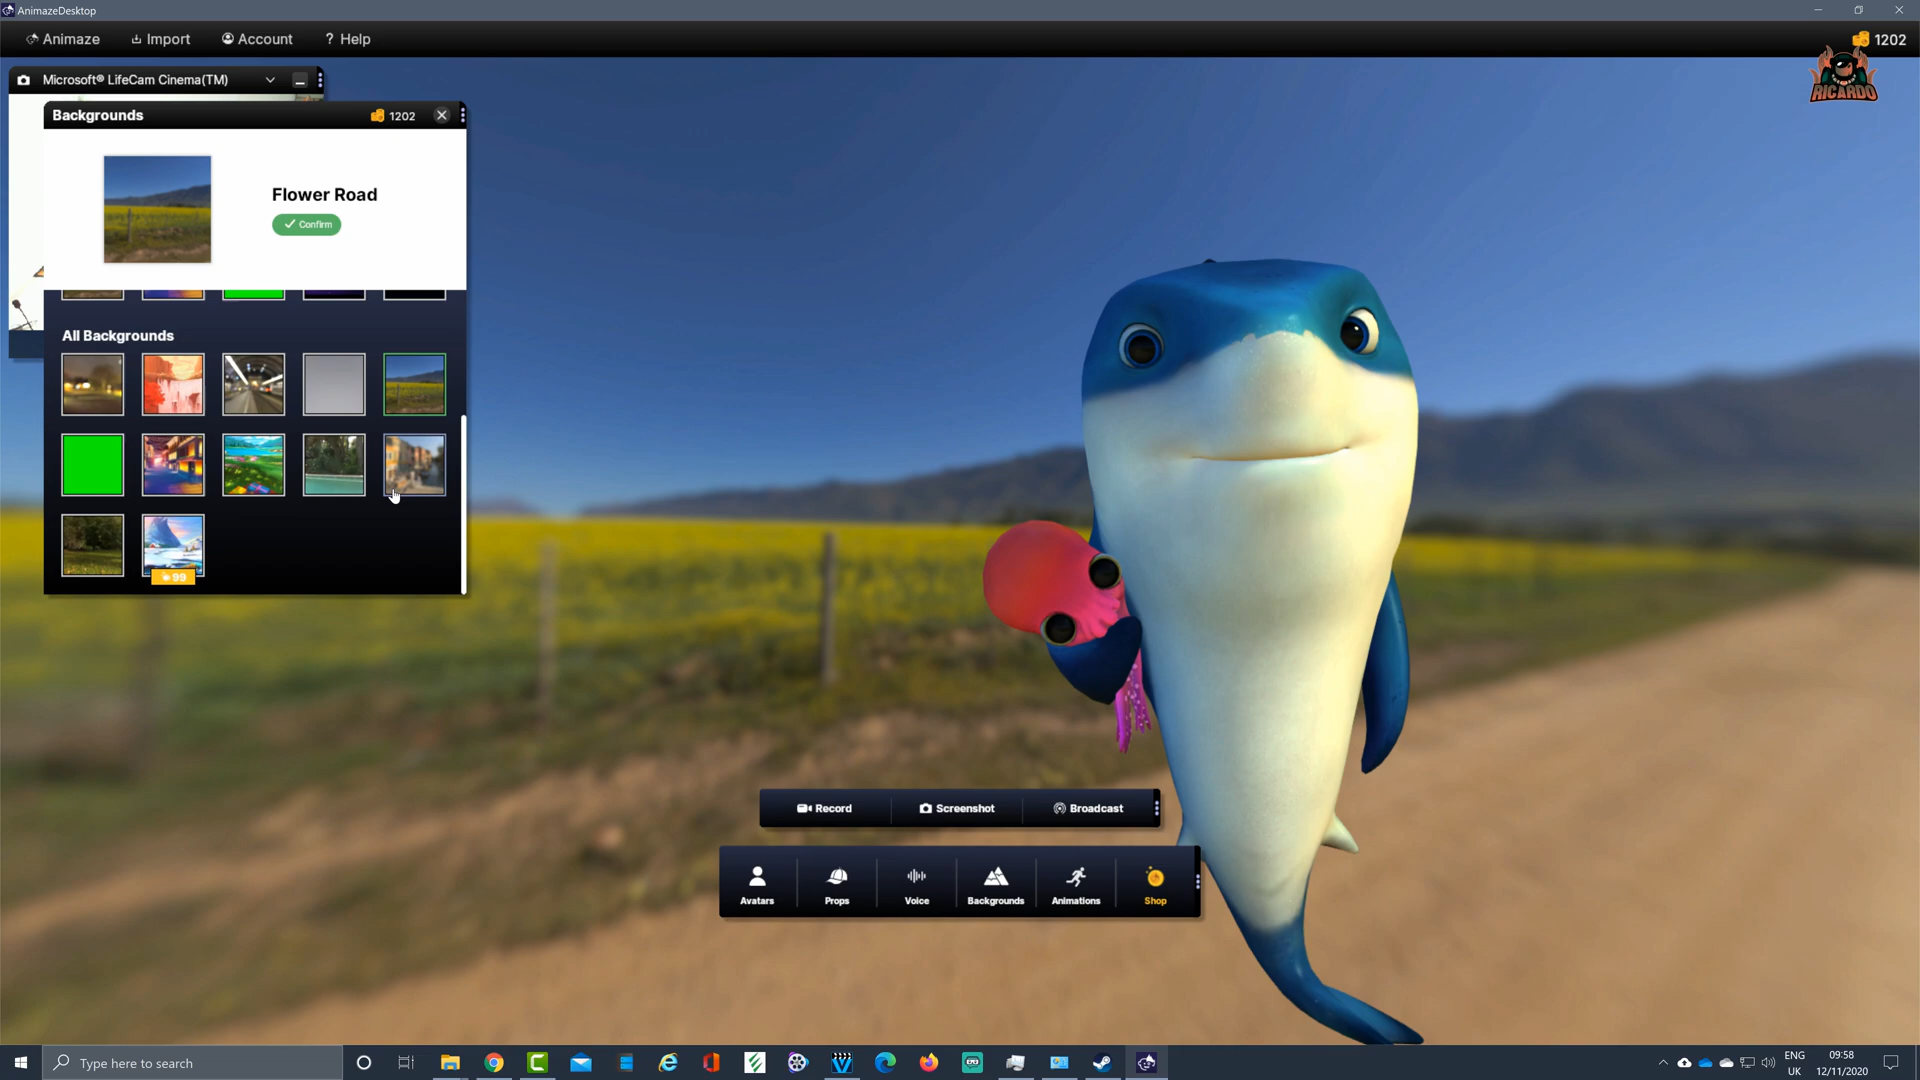 AnimazeDesktop
Animaze Import Account ? Help
1202
RICARDO
Microsoft® LifeCam Cinema(TM)
Backgrounds 1202
Flower Road
Confirm
All Backgrounds
99
Record Screenshot Broadcast
Avatars Props Voice Backgrounds Animations Shop
Type here to search
ENG 09:58
UK 12/11/2020